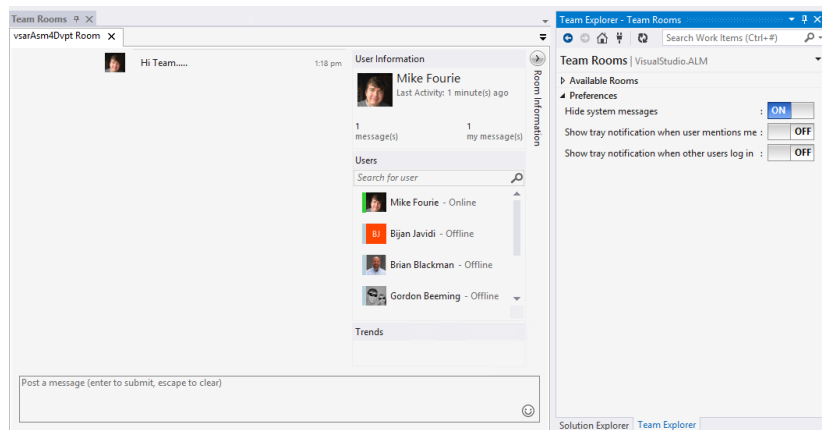 Team Rooms
vsarAsm4Dvpt Room
Hi Team.....
1:18 pm
User Information
Mike Fourie
Last Activity: 1 minute(s) ago
1
message(s)
1
my message(s)
Room Information
Users
Search for user
Mike Fourie - Online
BJ
Bijan Javidi - Offline
Brian Blackman - Offline
Gordon Beeming - Offline
Trends
Post a message (enter to submit, escape to clear)
Team Explorer - Team Rooms
Search Work Items (Ctrl+#)
Team Rooms | VisualStudio.ALM
Available Rooms
Preferences
Hide system messages : ON
Show tray notification when user mentions me : OFF
Show tray notification when other users log in : OFF
Solution Explorer Team Explorer